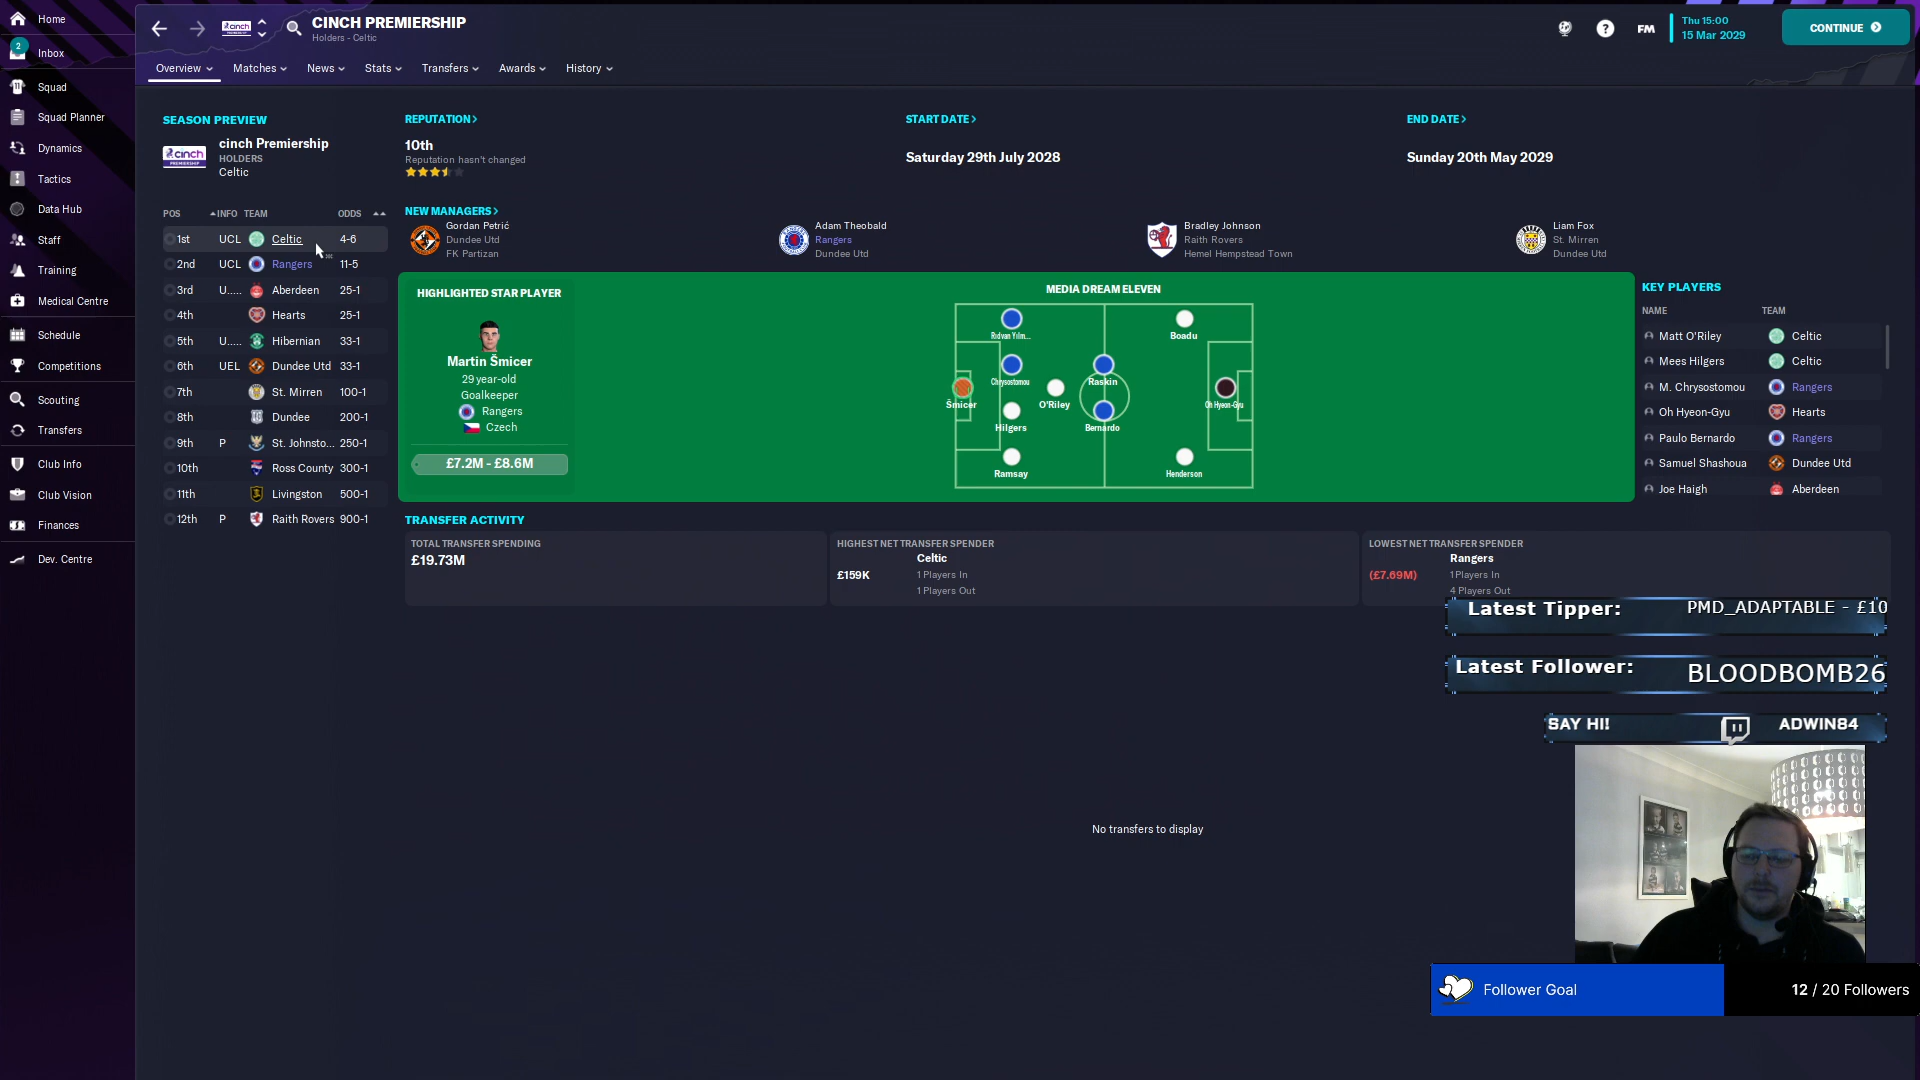 Home
2
Inbox
Squad
Squad Planner
Dynamics
Tactics
Data Hub
Staff
Training
Medical Centre
Schedule
Competitions
Scouting
Transfers
Club Info
Club Vision
Finances
Dev. Centre
cinch
CINCH PREMIERSHIP
Holders - Celtic
? FM
Thu 15:00
15 Mar 2029
CONTINUE
Overview Matches News Stats Transfers Awards History
SEASON PREVIEW
cinch PREMIERSHIP
cinch Premiership
HOLDERS
Celtic
REPUTATION>
10th
Reputation hasn't changed
START DATE>
Saturday 29th July 2028
END DATE>
Sunday 20th May 2029
POS INFO TEAM ODDS
1st UCL Celtic 4-6
2nd UCL Rangers 11-5
3rd U..... Aberdeen 25-1
4th Hearts 25-1
5th U..... Hibernian 33-1
6th UEL Dundee Utd 33-1
7th St. Mirren 100-1
8th Dundee 200-1
9th P St. Johnsto... 250-1
10th Ross County 300-1
11th Livingston 500-1
12th P Raith Rovers 900-1
NEW MANAGERS>
Gordan Petrić
Dundee Utd
FK Partizan
Adam Theobald
Rangers
Dundee Utd
Bradley Johnson
Raith Rovers
Hemel Hempstead Town
Liam Fox
St. Mirren
Dundee Utd
HIGHLIGHTED STAR PLAYER
Martin Šmicer
29 year-old
Goalkeeper
Rangers
Czech
£7.2M - £8.6M
MEDIA DREAM ELEVEN
Rıdvan Yılm...
Boadu
Chrysostomou
Raskin
Šmicer
O'Riley
Oh Hyeon-Gyu
Hilgers
Bernardo
Ramsay
Henderson
KEY PLAYERS
NAME TEAM
Matt O'Riley Celtic
Mees Hilgers Celtic
M. Chrysostomou Rangers
Oh Hyeon-Gyu Hearts
Paulo Bernardo Rangers
Samuel Shashoua Dundee Utd
Joe Haigh Aberdeen
TRANSFER ACTIVITY
TOTAL TRANSFER SPENDING
£19.73M
HIGHEST NET TRANSFER SPENDER
Celtic
£159K
1 Players In
1 Players Out
LOWEST NET TRANSFER SPENDER
Rangers
(£7.69M)
1 Players In
4 Players Out
No transfers to display
Latest Tipper: PMD_ADAPTABLE - £10
Latest Follower: BLOODBOMB26
SAY HI! ADWIN84
Follower Goal
12 / 20 Followers